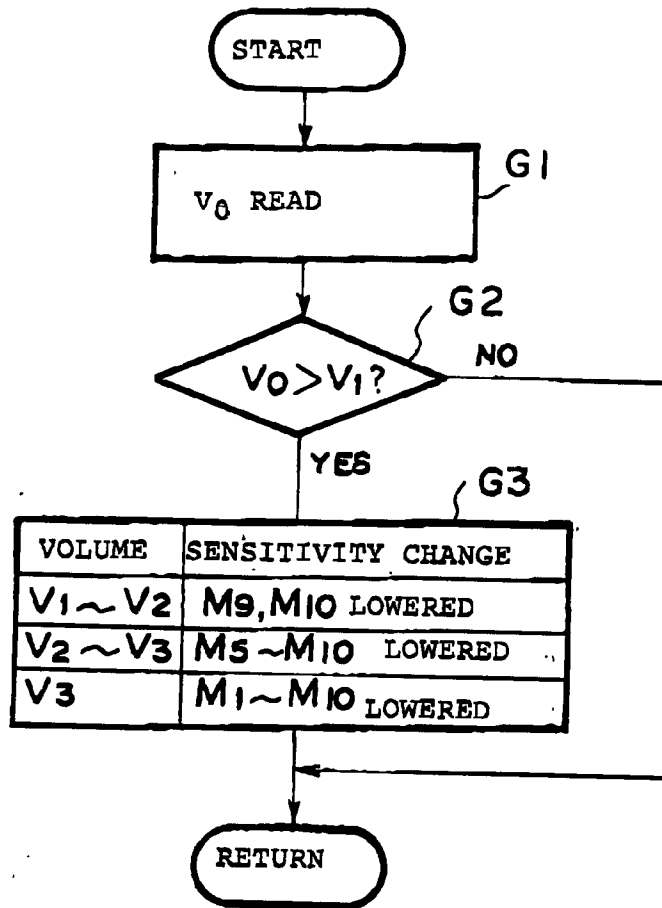 START
G1
V0 READ
G2
V0>V1?
NO
YES
G3
VOLUME SENSITIVITY CHANGE
V1~V2 M9,M10 LOWERED
V2~V3 M5~M10 LOWERED
V3 M1~M10 LOWERED
RETURN